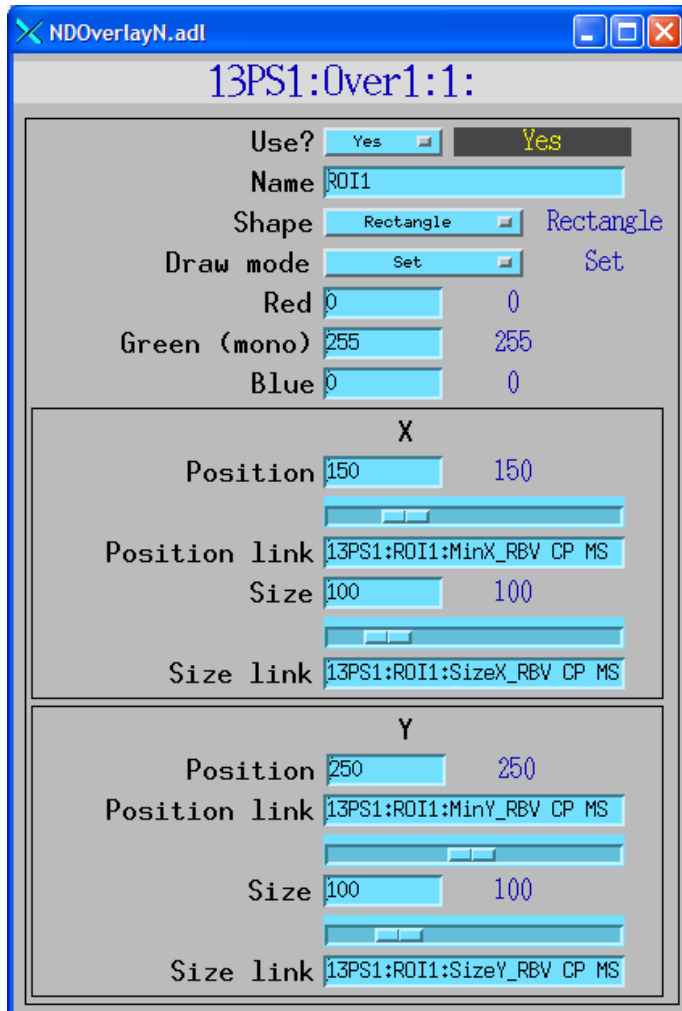 NDOverlayN.adl
13PS1:Over1:1:
Use? Yes Yes
Name ROI1
Shape Rectangle Rectangle
Draw mode Set Set
Red 0 0
Green (mono) 255 255
Blue 0 0
X
Position 150 150
Position link 13PS1:ROI1:MinX_RBV CP MS
Size 100 100
Size link 13PS1:ROI1:SizeX_RBV CP MS
Y
Position 250 250
Position link 13PS1:ROI1:MinY_RBV CP MS
Size 100 100
Size link 13PS1:ROI1:SizeY_RBV CP MS